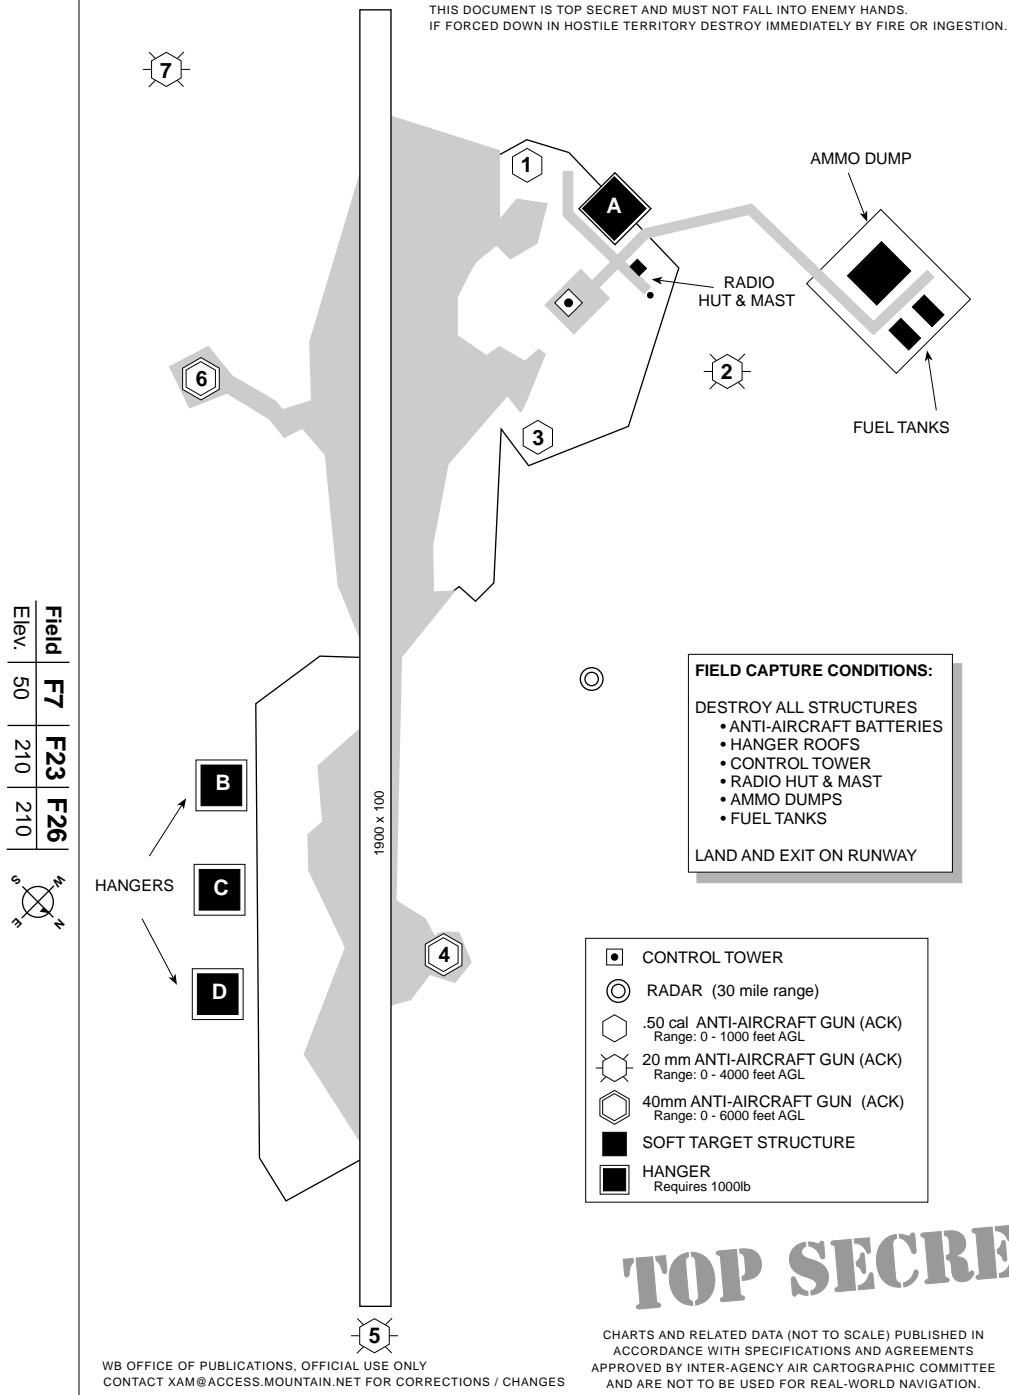 THIS DOCUMENT IS TOP SECRET AND MUST NOT FALL INTO ENEMY HANDS.
IF FORCED DOWN IN HOSTILE TERRITORY DESTROY IMMEDIATELY BY FIRE OR INGESTION.
7
1
A
AMMO DUMP
RADIO
HUT & MAST
2
6
3
FUEL TANKS
Field F7 F23 F26
Elev. 50 210 210
S W
E N
FIELD CAPTURE CONDITIONS:
DESTROY ALL STRUCTURES
• ANTI-AIRCRAFT BATTERIES
• HANGER ROOFS
• CONTROL TOWER
• RADIO HUT & MAST
• AMMO DUMPS
• FUEL TANKS
LAND AND EXIT ON RUNWAY
B
1900 x 100
HANGERS
C
4
D
CONTROL TOWER
RADAR (30 mile range)
.50 cal ANTI-AIRCRAFT GUN (ACK)
Range: 0 - 1000 feet AGL
20 mm ANTI-AIRCRAFT GUN (ACK)
Range: 0 - 4000 feet AGL
40mm ANTI-AIRCRAFT GUN (ACK)
Range: 0 - 6000 feet AGL
SOFT TARGET STRUCTURE
HANGER
Requires 1000lb
TOP SECRE
5
WB OFFICE OF PUBLICATIONS, OFFICIAL USE ONLY
CONTACT XAM@ACCESS.MOUNTAIN.NET FOR CORRECTIONS / CHANGES
CHARTS AND RELATED DATA (NOT TO SCALE) PUBLISHED IN
ACCORDANCE WITH SPECIFICATIONS AND AGREEMENTS
APPROVED BY INTER-AGENCY AIR CARTOGRAPHIC COMMITTEE
AND ARE NOT TO BE USED FOR REAL-WORLD NAVIGATION.